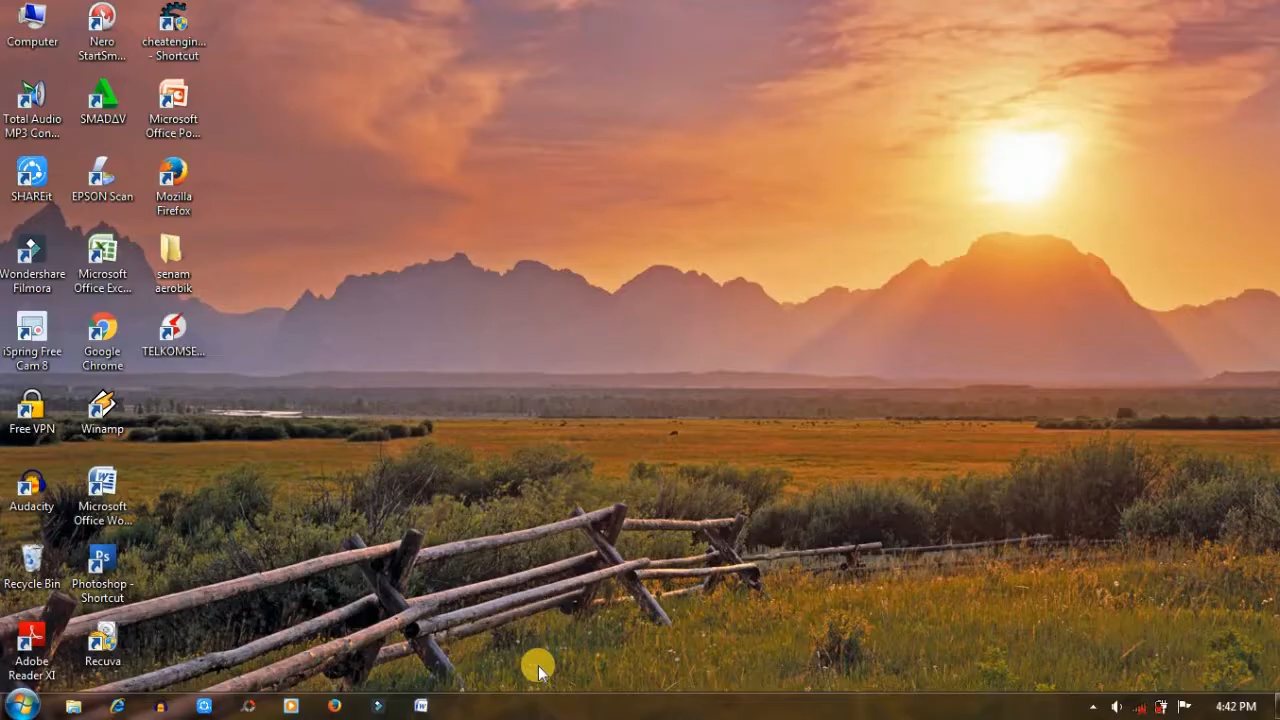 Computer
Nero
StartSm...
cheatengin...
- Shortcut
Total Audio
MP3 Con...
SMADΔV
Microsoft
Office Po...
SHAREit
EPSON Scan
Mozilla
Firefox
Wondershare
Filmora
Microsoft
Office Exc...
senam
aerobik
iSpring Free
Cam 8
Google
Chrome
TELKOMSE...
Free VPN
Winamp
Audacity
Microsoft
Office Wo...
Recycle Bin
Ps
Photoshop -
Shortcut
Adobe
Reader XI
Recuva
4:42 PM